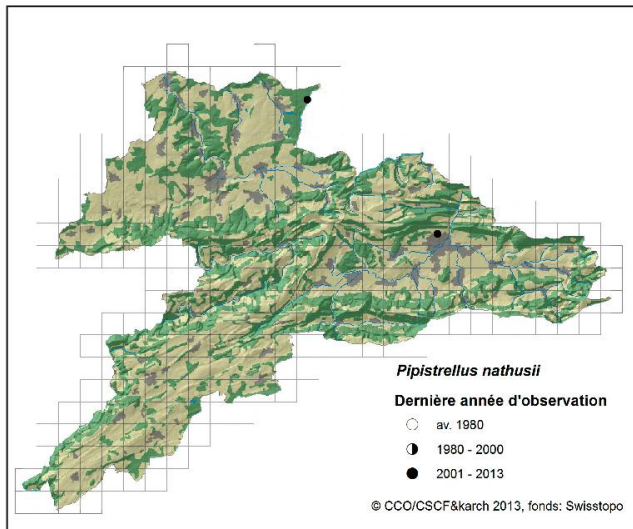 Pipistrellus nathusii
Dernière année d'observation
av. 1980
1980 - 2000
2001 - 2013
© CCO/CSCF&karch 2013, fonds: Swisstopo